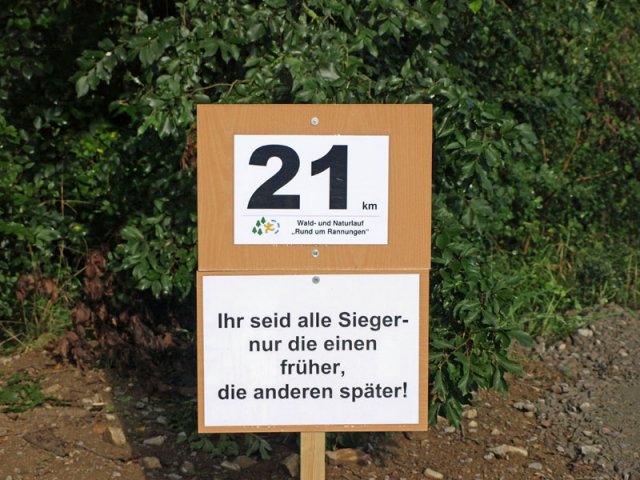 21 km
Wald- und Naturlauf
„Rund um Rannungen"
Ihr seid alle Sieger-
nur die einen
früher,
die anderen später!